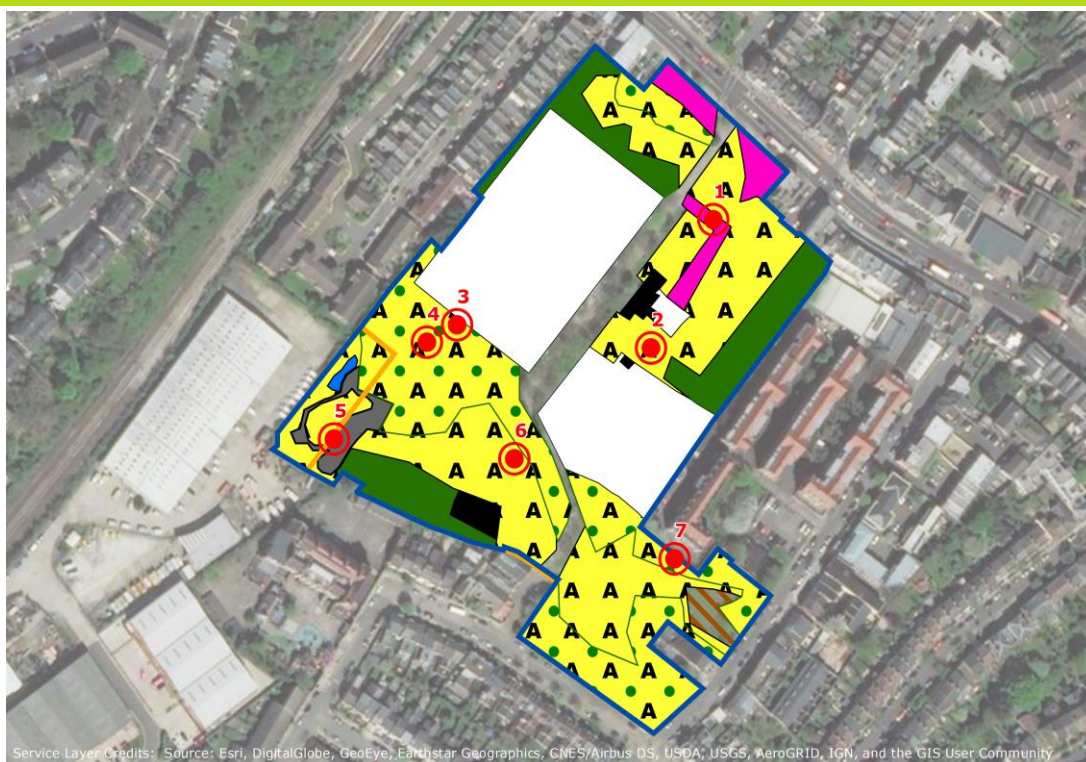 A A A
A A A
A
1
A A A
A A A A A
3
A A A A
4
2
A A A A A A A A
A A A A
5
6
A A A A A
A A A A
A A A
7
A A A A
A A A A A A
A A A A A
A A A
A
Service Layer Credits: Source: Esri, DigitalGlobe, GeoEye, Earthstar Geographics, CNES/Airbus DS, USDA, USGS, AeroGRID, IGN, and the GIS User Community